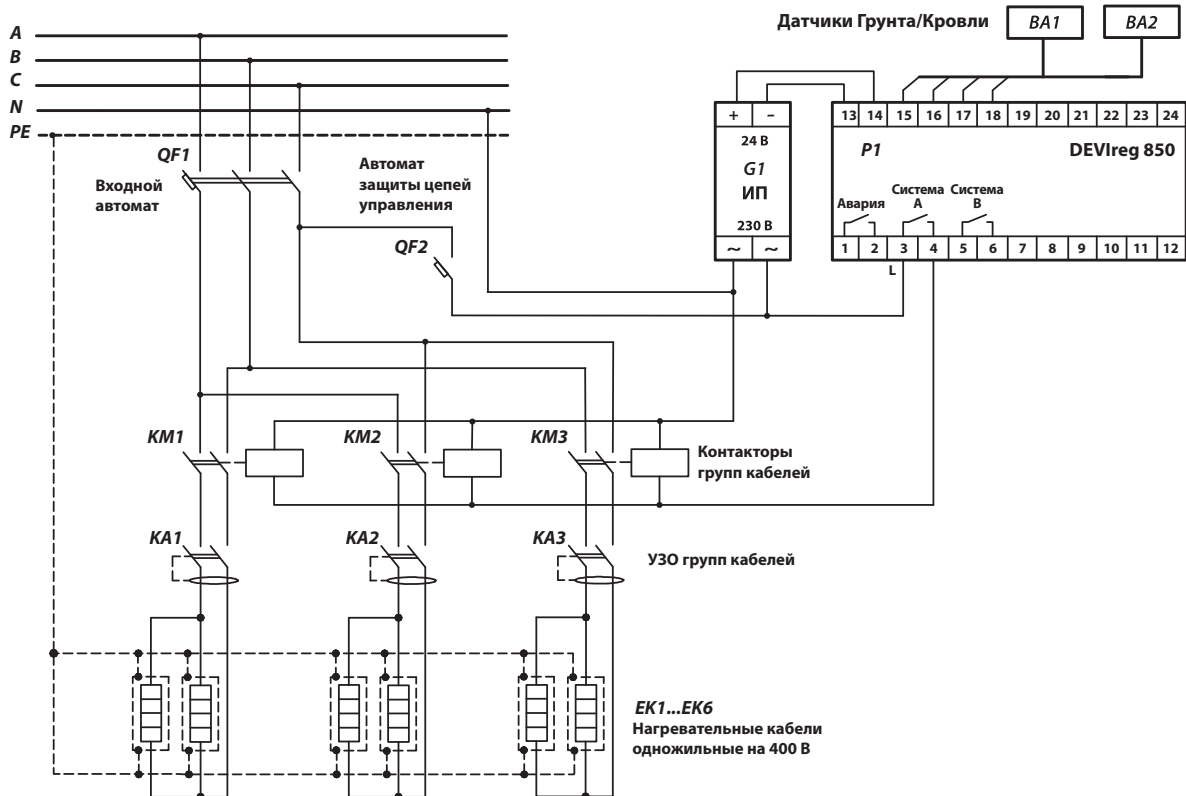 Датчики Грунта/Кровли
BA1
BA2
A
B
C
N
PE
+ –
24 В
G1
ИП
230 В
~ ~
13 14 15 16 17 18 19 20 21 22 23 24
P1
DEVIreg 850
Авария
Система
A
Система
B
1 2 3 4 5 6 7 8 9 10 11 12
L
QF1
Входной
автомат
Автомат
защиты цепей
управления
QF2
KM1
KM2
KM3
Контакторы
групп кабелей
KA1
KA2
KA3
УЗО групп кабелей
EK1...EK6
Нагревательные кабели
одножильные на 400 В